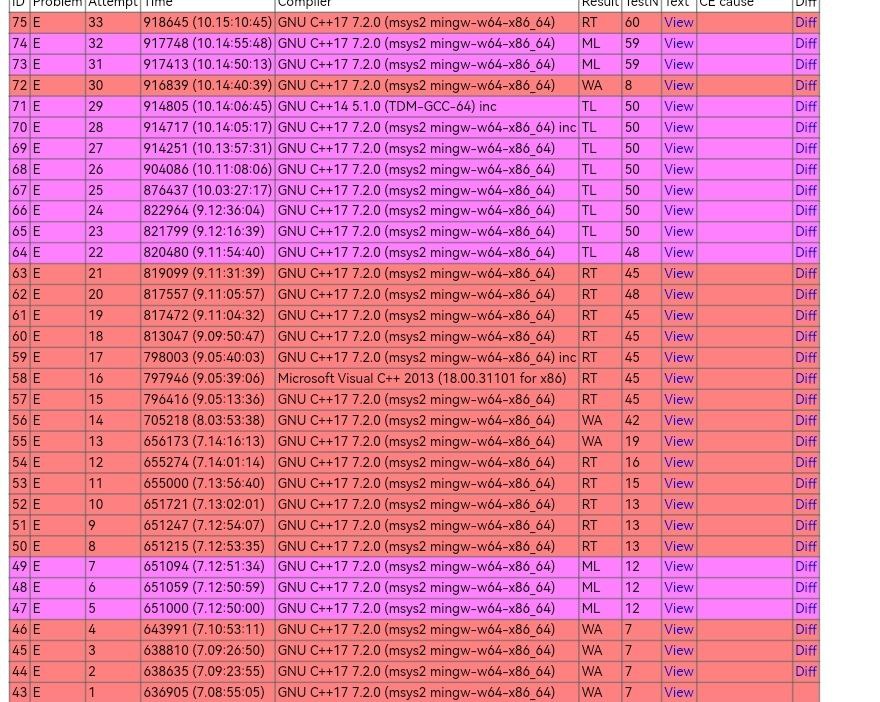 ID Problem Attempt Time Compiler Result TestN Text CE cause Diff
75 E 33 918645 (10.15:10:45) GNU C++17 7.2.0 (msys2 mingw-w64-x86_64) RT 60 View Diff
74 E 32 917748 (10.14:55:48) GNU C++17 7.2.0 (msys2 mingw-w64-x86_64) ML 59 View Diff
73 E 31 917413 (10.14:50:13) GNU C++17 7.2.0 (msys2 mingw-w64-x86_64) ML 59 View Diff
72 E 30 916839 (10.14:40:39) GNU C++17 7.2.0 (msys2 mingw-w64-x86_64) WA 8 View Diff
71 E 29 914805 (10.14:06:45) GNU C++14 5.1.0 (TDM-GCC-64) inc TL 50 View Diff
70 E 28 914717 (10.14:05:17) GNU C++17 7.2.0 (msys2 mingw-w64-x86_64) inc TL 50 View Diff
69 E 27 914251 (10.13:57:31) GNU C++17 7.2.0 (msys2 mingw-w64-x86_64) TL 50 View Diff
68 E 26 904086 (10.11:08:06) GNU C++17 7.2.0 (msys2 mingw-w64-x86_64) TL 50 View Diff
67 E 25 876437 (10.03:27:17) GNU C++17 7.2.0 (msys2 mingw-w64-x86_64) TL 50 View Diff
66 E 24 822964 (9.12:36:04) GNU C++17 7.2.0 (msys2 mingw-w64-x86_64) TL 50 View Diff
65 E 23 821799 (9.12:16:39) GNU C++17 7.2.0 (msys2 mingw-w64-x86_64) TL 50 View Diff
64 E 22 820480 (9.11:54:40) GNU C++17 7.2.0 (msys2 mingw-w64-x86_64) TL 48 View Diff
63 E 21 819099 (9.11:31:39) GNU C++17 7.2.0 (msys2 mingw-w64-x86_64) RT 45 View Diff
62 E 20 817557 (9.11:05:57) GNU C++17 7.2.0 (msys2 mingw-w64-x86_64) RT 48 View Diff
61 E 19 817472 (9.11:04:32) GNU C++17 7.2.0 (msys2 mingw-w64-x86_64) RT 45 View Diff
60 E 18 813047 (9.09:50:47) GNU C++17 7.2.0 (msys2 mingw-w64-x86_64) RT 45 View Diff
59 E 17 798003 (9.05:40:03) GNU C++17 7.2.0 (msys2 mingw-w64-x86_64) inc RT 45 View Diff
58 E 16 797946 (9.05:39:06) Microsoft Visual C++ 2013 (18.00.31101 for x86) RT 45 View Diff
57 E 15 796416 (9.05:13:36) GNU C++17 7.2.0 (msys2 mingw-w64-x86_64) RT 45 View Diff
56 E 14 705218 (8.03:53:38) GNU C++17 7.2.0 (msys2 mingw-w64-x86_64) WA 42 View Diff
55 E 13 656173 (7.14:16:13) GNU C++17 7.2.0 (msys2 mingw-w64-x86_64) WA 19 View Diff
54 E 12 655274 (7.14:01:14) GNU C++17 7.2.0 (msys2 mingw-w64-x86_64) RT 16 View Diff
53 E 11 655000 (7.13:56:40) GNU C++17 7.2.0 (msys2 mingw-w64-x86_64) RT 15 View Diff
52 E 10 651721 (7.13:02:01) GNU C++17 7.2.0 (msys2 mingw-w64-x86_64) RT 13 View Diff
51 E 9 651247 (7.12:54:07) GNU C++17 7.2.0 (msys2 mingw-w64-x86_64) RT 13 View Diff
50 E 8 651215 (7.12:53:35) GNU C++17 7.2.0 (msys2 mingw-w64-x86_64) RT 13 View Diff
49 E 7 651094 (7.12:51:34) GNU C++17 7.2.0 (msys2 mingw-w64-x86_64) ML 12 View Diff
48 E 6 651059 (7.12:50:59) GNU C++17 7.2.0 (msys2 mingw-w64-x86_64) ML 12 View Diff
47 E 5 651000 (7.12:50:00) GNU C++17 7.2.0 (msys2 mingw-w64-x86_64) ML 12 View Diff
46 E 4 643991 (7.10:53:11) GNU C++17 7.2.0 (msys2 mingw-w64-x86_64) WA 7 View Diff
45 E 3 638810 (7.09:26:50) GNU C++17 7.2.0 (msys2 mingw-w64-x86_64) WA 7 View Diff
44 E 2 638635 (7.09:23:55) GNU C++17 7.2.0 (msys2 mingw-w64-x86_64) WA 7 View Diff
43 E 1 636905 (7.08:55:05) GNU C++17 7.2.0 (msys2 mingw-w64-x86_64) WA 7 View